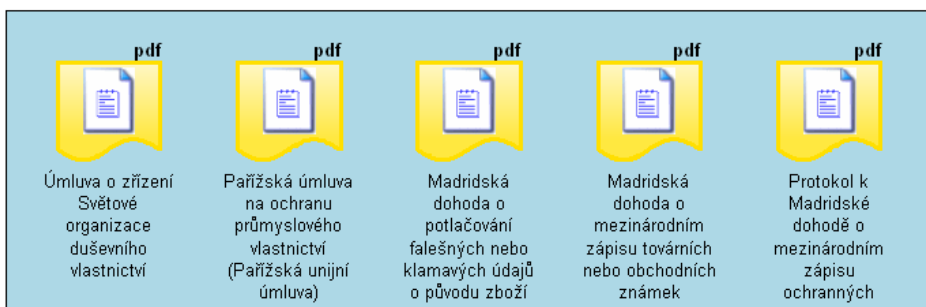 pdf
Úmluva o zřízení
Světové
organizace
duševního
vlastnictví
pdf
Pařížská úmluva
na ochranu
průmyslového
vlastnictví
(Pařížská unijní
úmluva)
pdf
Madridská
dohoda o
potlačování
falešných nebo
klamavých údajů
o původu zboží
pdf
Madridská
dohoda o
mezinárodním
zápisu továrních
nebo obchodních
známek
pdf
Protokol k
Madridské
dohodě o
mezinárodním
zápisu
ochranných